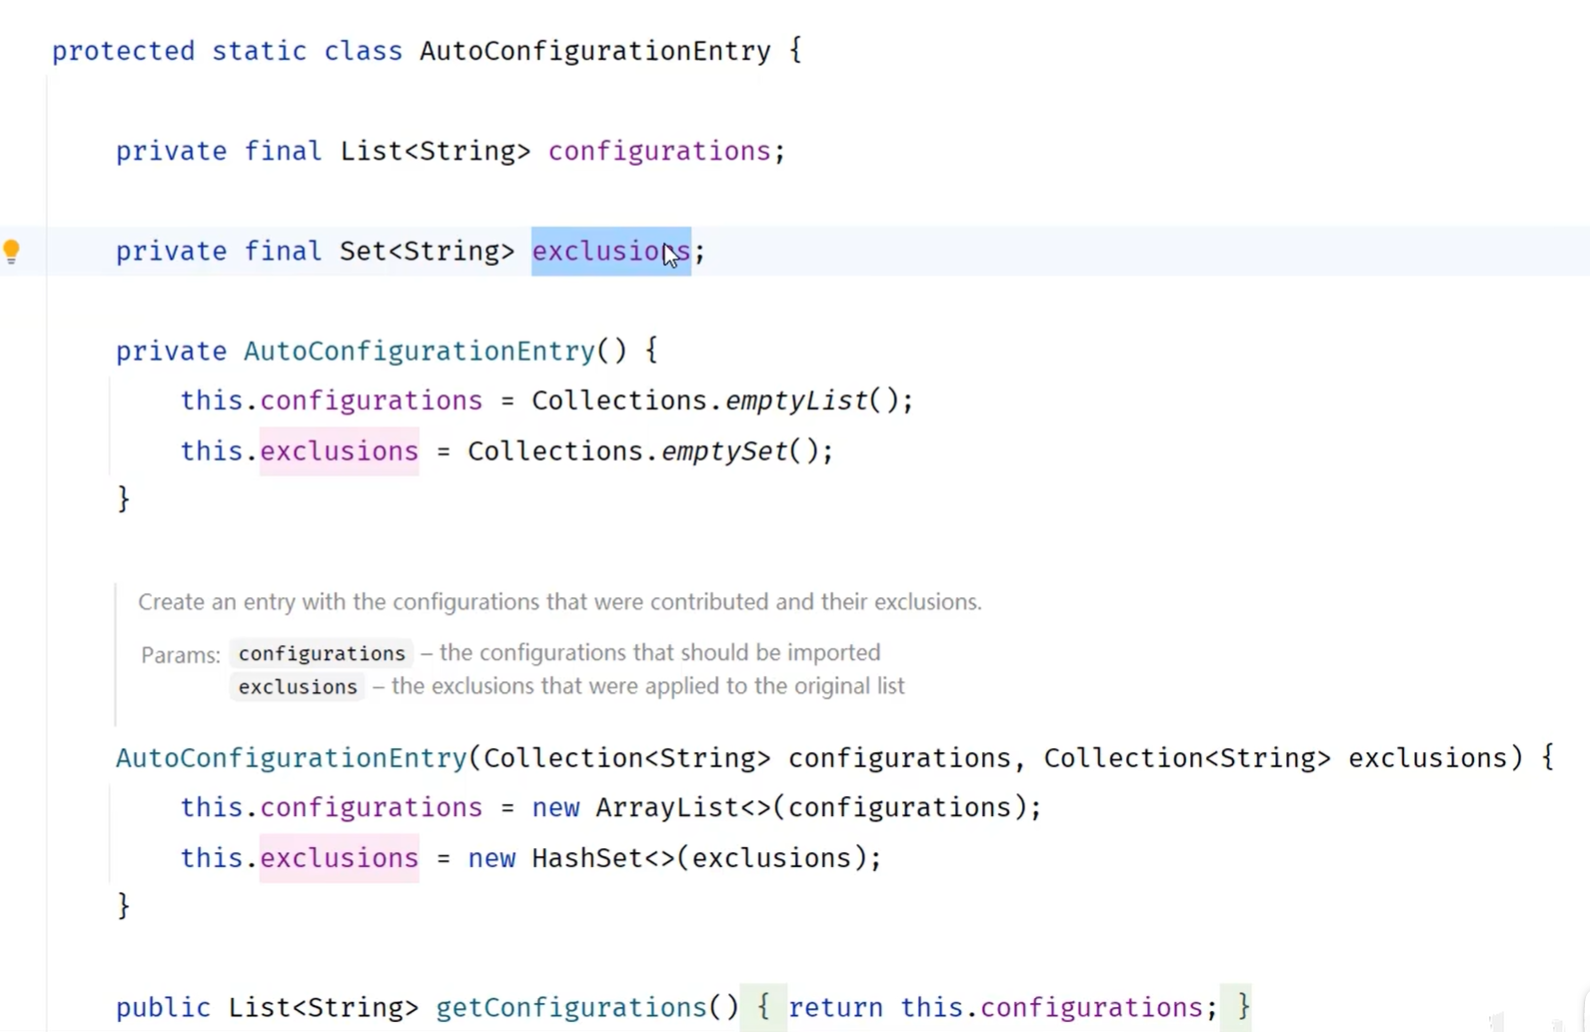 protected static class AutoConfigurationEntry {
private final List<String> configurations;
private final Set<String> exclusions;
private AutoConfigurationEntry() {
this.configurations = Collections.emptyList();
this.exclusions = Collections.emptySet();
}
Create an entry with the configurations that were contributed and their exclusions.
Params: configurations – the configurations that should be imported
exclusions – the exclusions that were applied to the original list
AutoConfigurationEntry(Collection<String> configurations, Collection<String> exclusions) {
this.configurations = new ArrayList<>(configurations);
this.exclusions = new HashSet<>(exclusions);
}
public List<String> getConfigurations() { return this.configurations; }